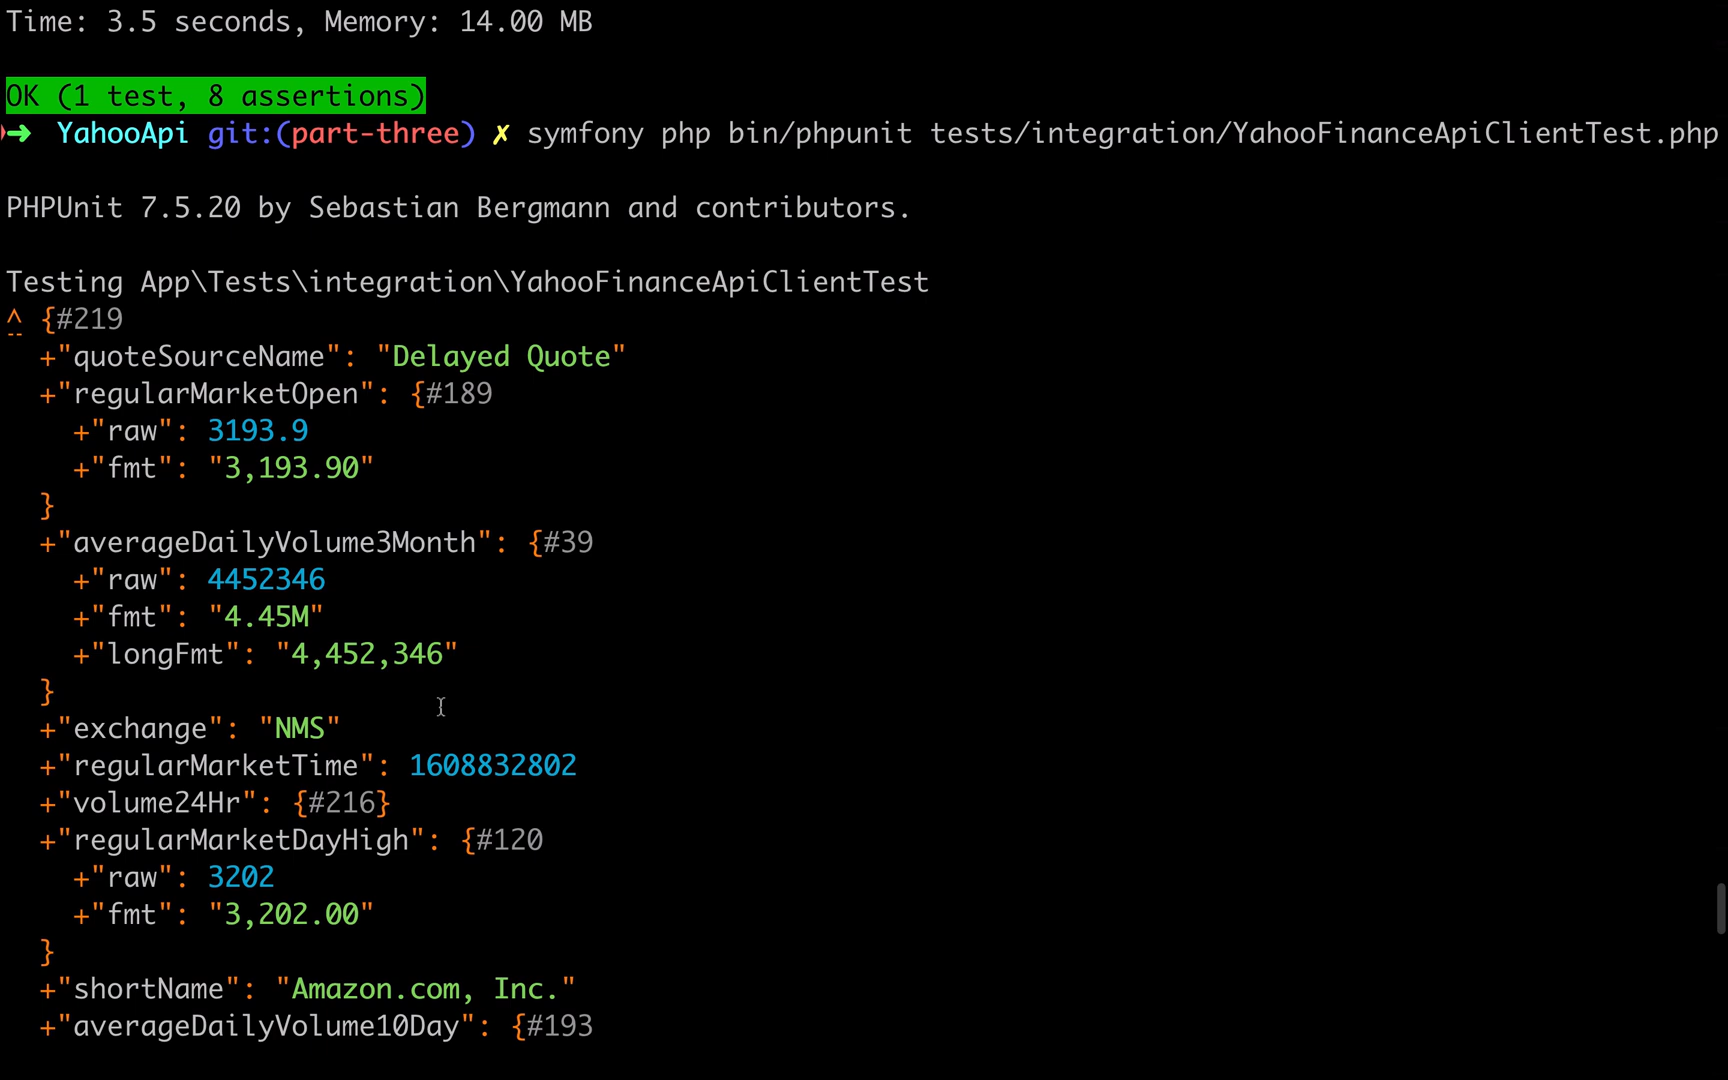 Time: 3.5 seconds, Memory: 14.00 MB
OK (1 test, 8 assertions)
➜ YahooApi git:(part-three) ✗ symfony php bin/phpunit tests/integration/YahooFinanceApiClientTest.php
PHPUnit 7.5.20 by Sebastian Bergmann and contributors.
Testing App\Tests\integration\YahooFinanceApiClientTest
^ {#219
  +"quoteSourceName": "Delayed Quote"
  +"regularMarketOpen": {#189
    +"raw": 3193.9
    +"fmt": "3,193.90"
  }
  +"averageDailyVolume3Month": {#39
    +"raw": 4452346
    +"fmt": "4.45M"
    +"longFmt": "4,452,346"
  }
  +"exchange": "NMS"
  +"regularMarketTime": 1608832802
  +"volume24Hr": {#216}
  +"regularMarketDayHigh": {#120
    +"raw": 3202
    +"fmt": "3,202.00"
  }
  +"shortName": "Amazon.com, Inc."
  +"averageDailyVolume10Day": {#193